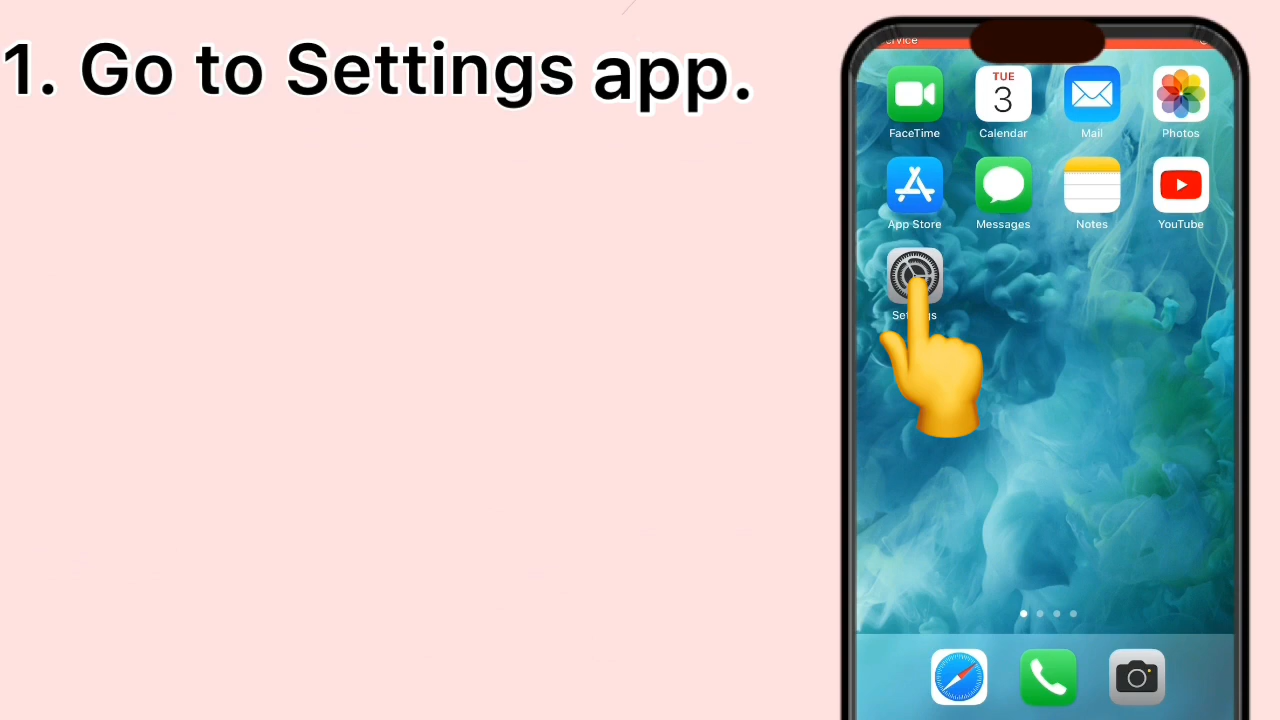 1. Go to Settings app.
TUE
3
FaceTime Calendar Mail Photos
App Store Messages Notes YouTube